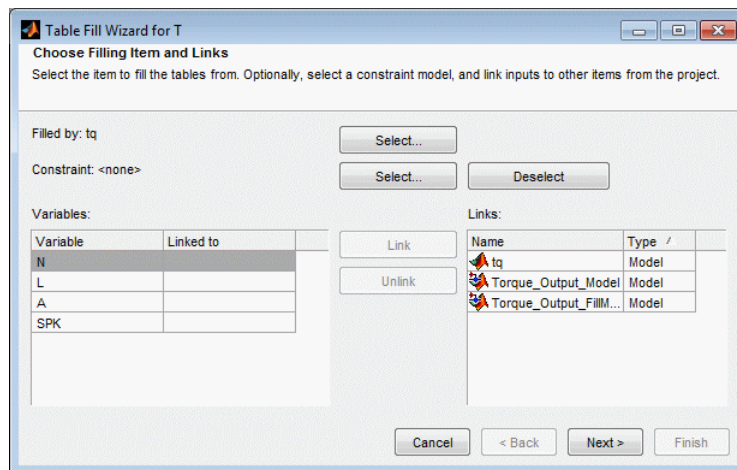 Table Fill Wizard for T
Choose Filling Item and Links
Select the item to fill the tables from. Optionally, select a constraint model, and link inputs to other items from the project.
Filled by: tq
Select...
Constraint: <none>
Select...
Deselect
Variables:
Links:
Variable Linked to
Link
Name Type
N
tq Model
L
Unlink
Torque_Output_Model Model
A
Torque_Output_FillM... Model
SPK
Cancel
< Back
Next >
Finish